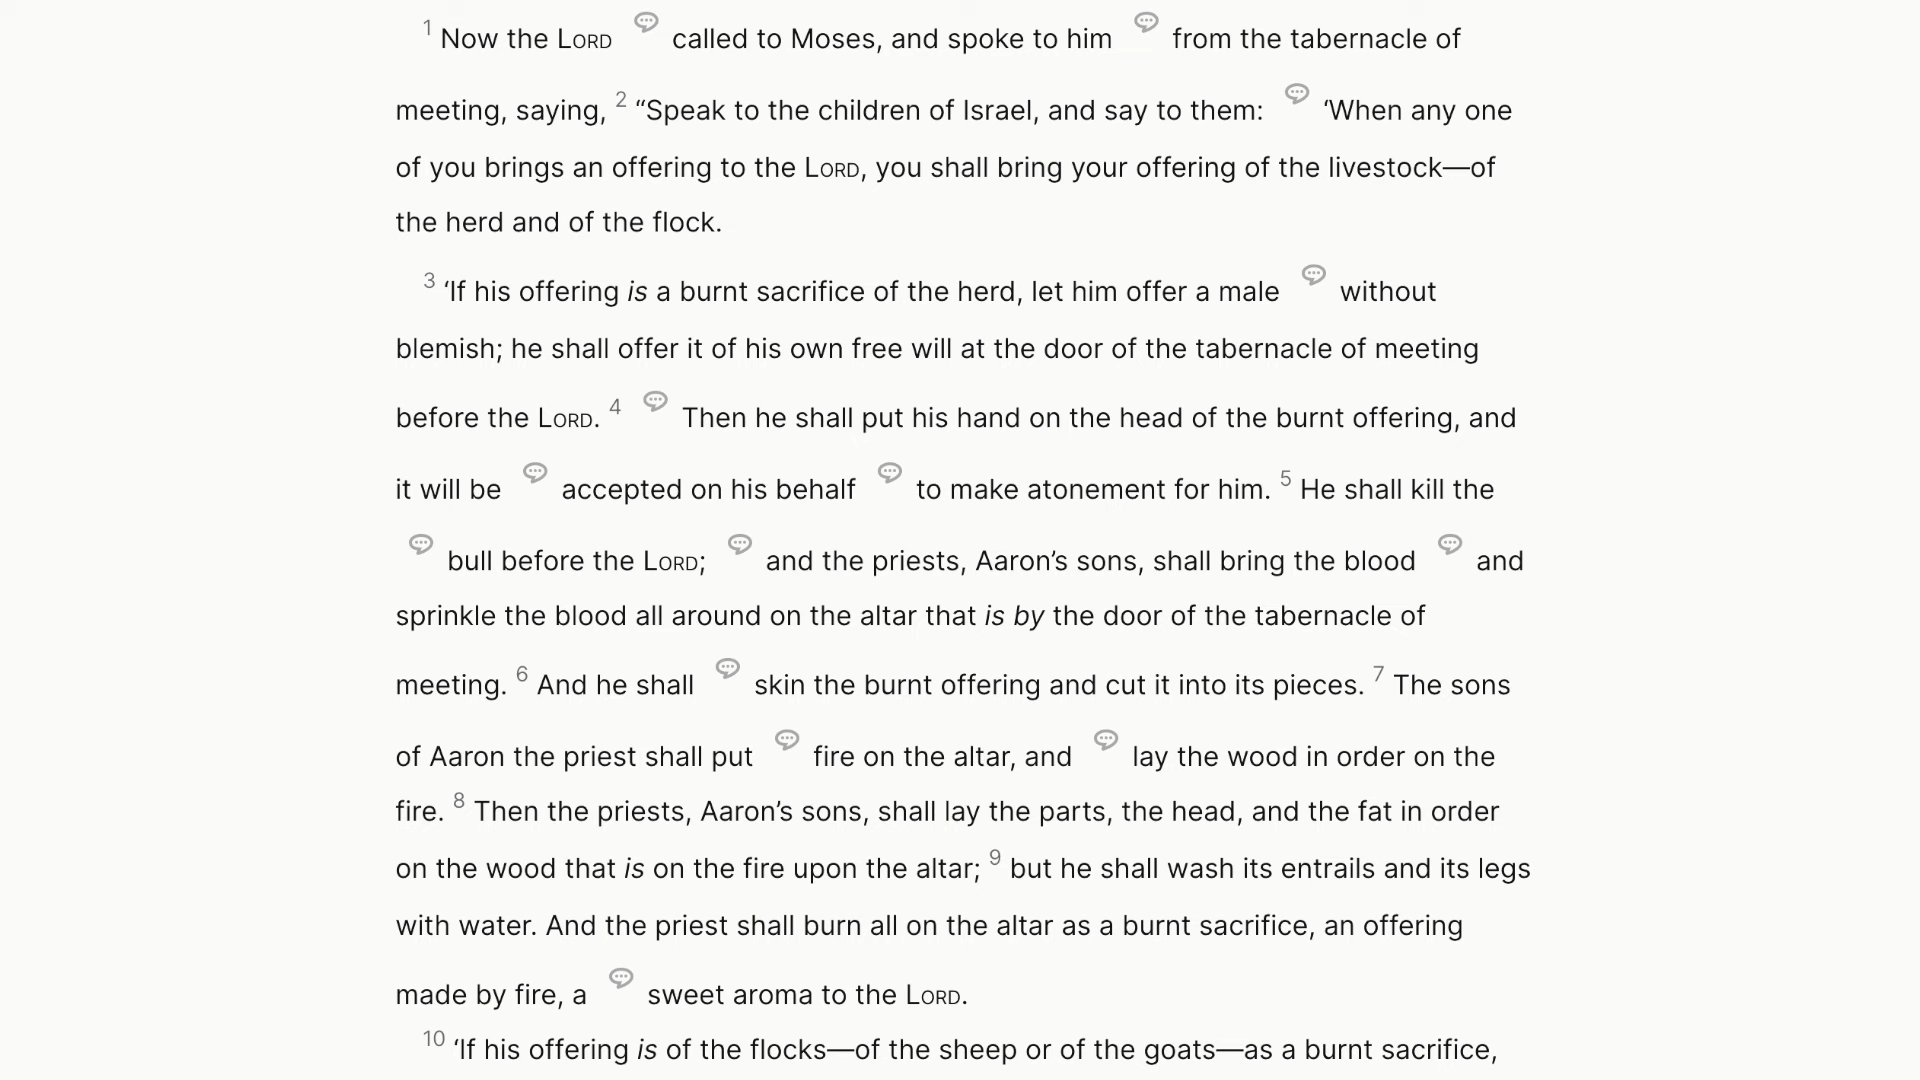 1 Now the LORD called to Moses, and spoke to him from the tabernacle of
meeting, saying, 2 “Speak to the children of Israel, and say to them: ‘When any one
of you brings an offering to the LORD, you shall bring your offering of the livestock—of
the herd and of the flock.
3 ‘If his offering is a burnt sacrifice of the herd, let him offer a male without
blemish; he shall offer it of his own free will at the door of the tabernacle of meeting
before the LORD. 4 Then he shall put his hand on the head of the burnt offering, and
it will be accepted on his behalf to make atonement for him. 5 He shall kill the
bull before the LORD; and the priests, Aaron’s sons, shall bring the blood and
sprinkle the blood all around on the altar that is by the door of the tabernacle of
meeting. 6 And he shall skin the burnt offering and cut it into its pieces. 7 The sons
of Aaron the priest shall put fire on the altar, and lay the wood in order on the
fire. 8 Then the priests, Aaron’s sons, shall lay the parts, the head, and the fat in order
on the wood that is on the fire upon the altar; 9 but he shall wash its entrails and its legs
with water. And the priest shall burn all on the altar as a burnt sacrifice, an offering
made by fire, a sweet aroma to the LORD.
10 ‘If his offering is of the flocks—of the sheep or of the goats—as a burnt sacrifice,